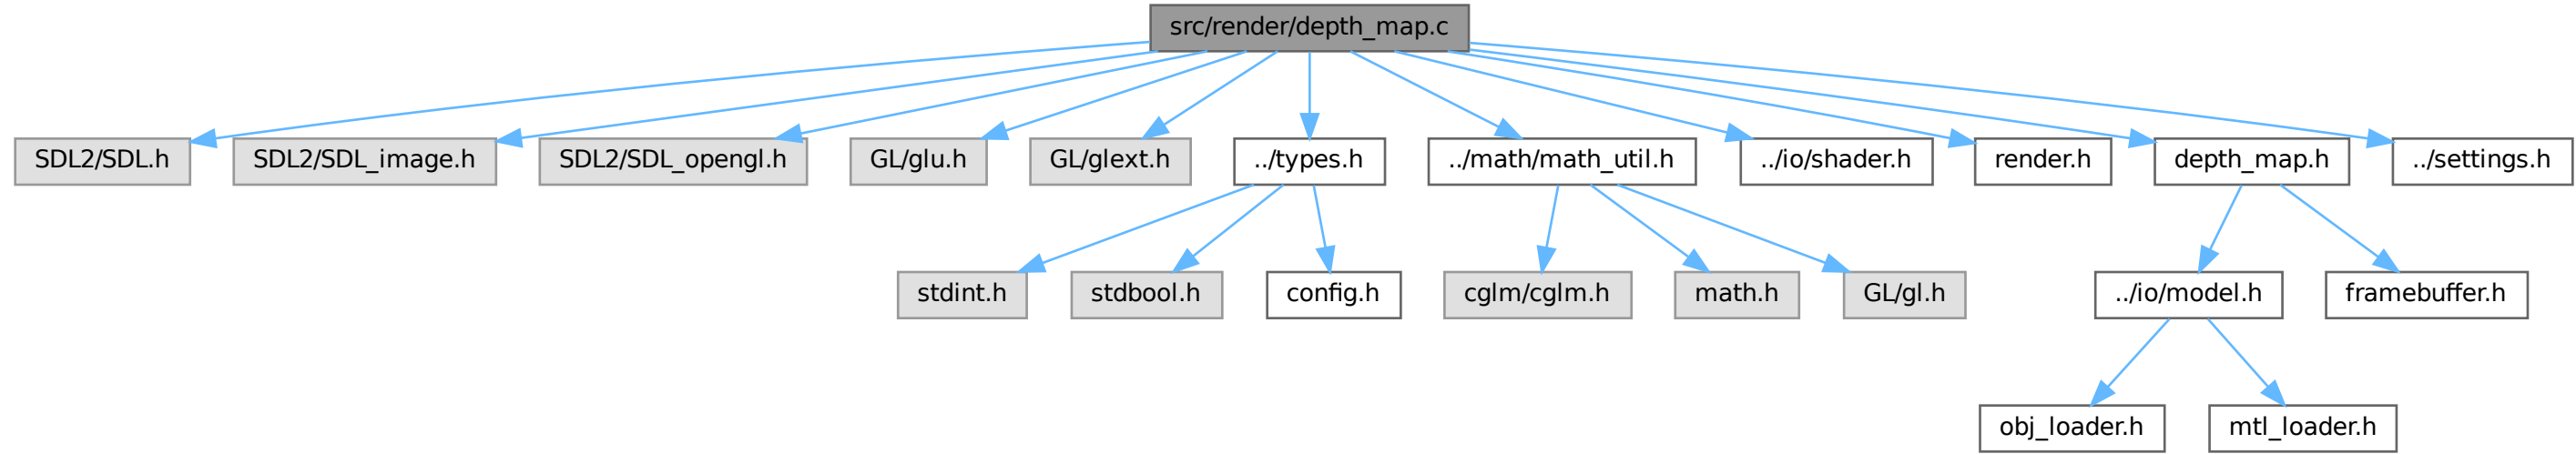 src/render/depth_map.c
SDL2/SDL.h
SDL2/SDL_image.h
SDL2/SDL_opengl.h
GL/glu.h
GL/glext.h
../types.h
../math/math_util.h
../io/shader.h
render.h
depth_map.h
../settings.h
stdint.h
stdbool.h
config.h
cglm/cglm.h
math.h
GL/gl.h
../io/model.h
framebuffer.h
obj_loader.h
mtl_loader.h